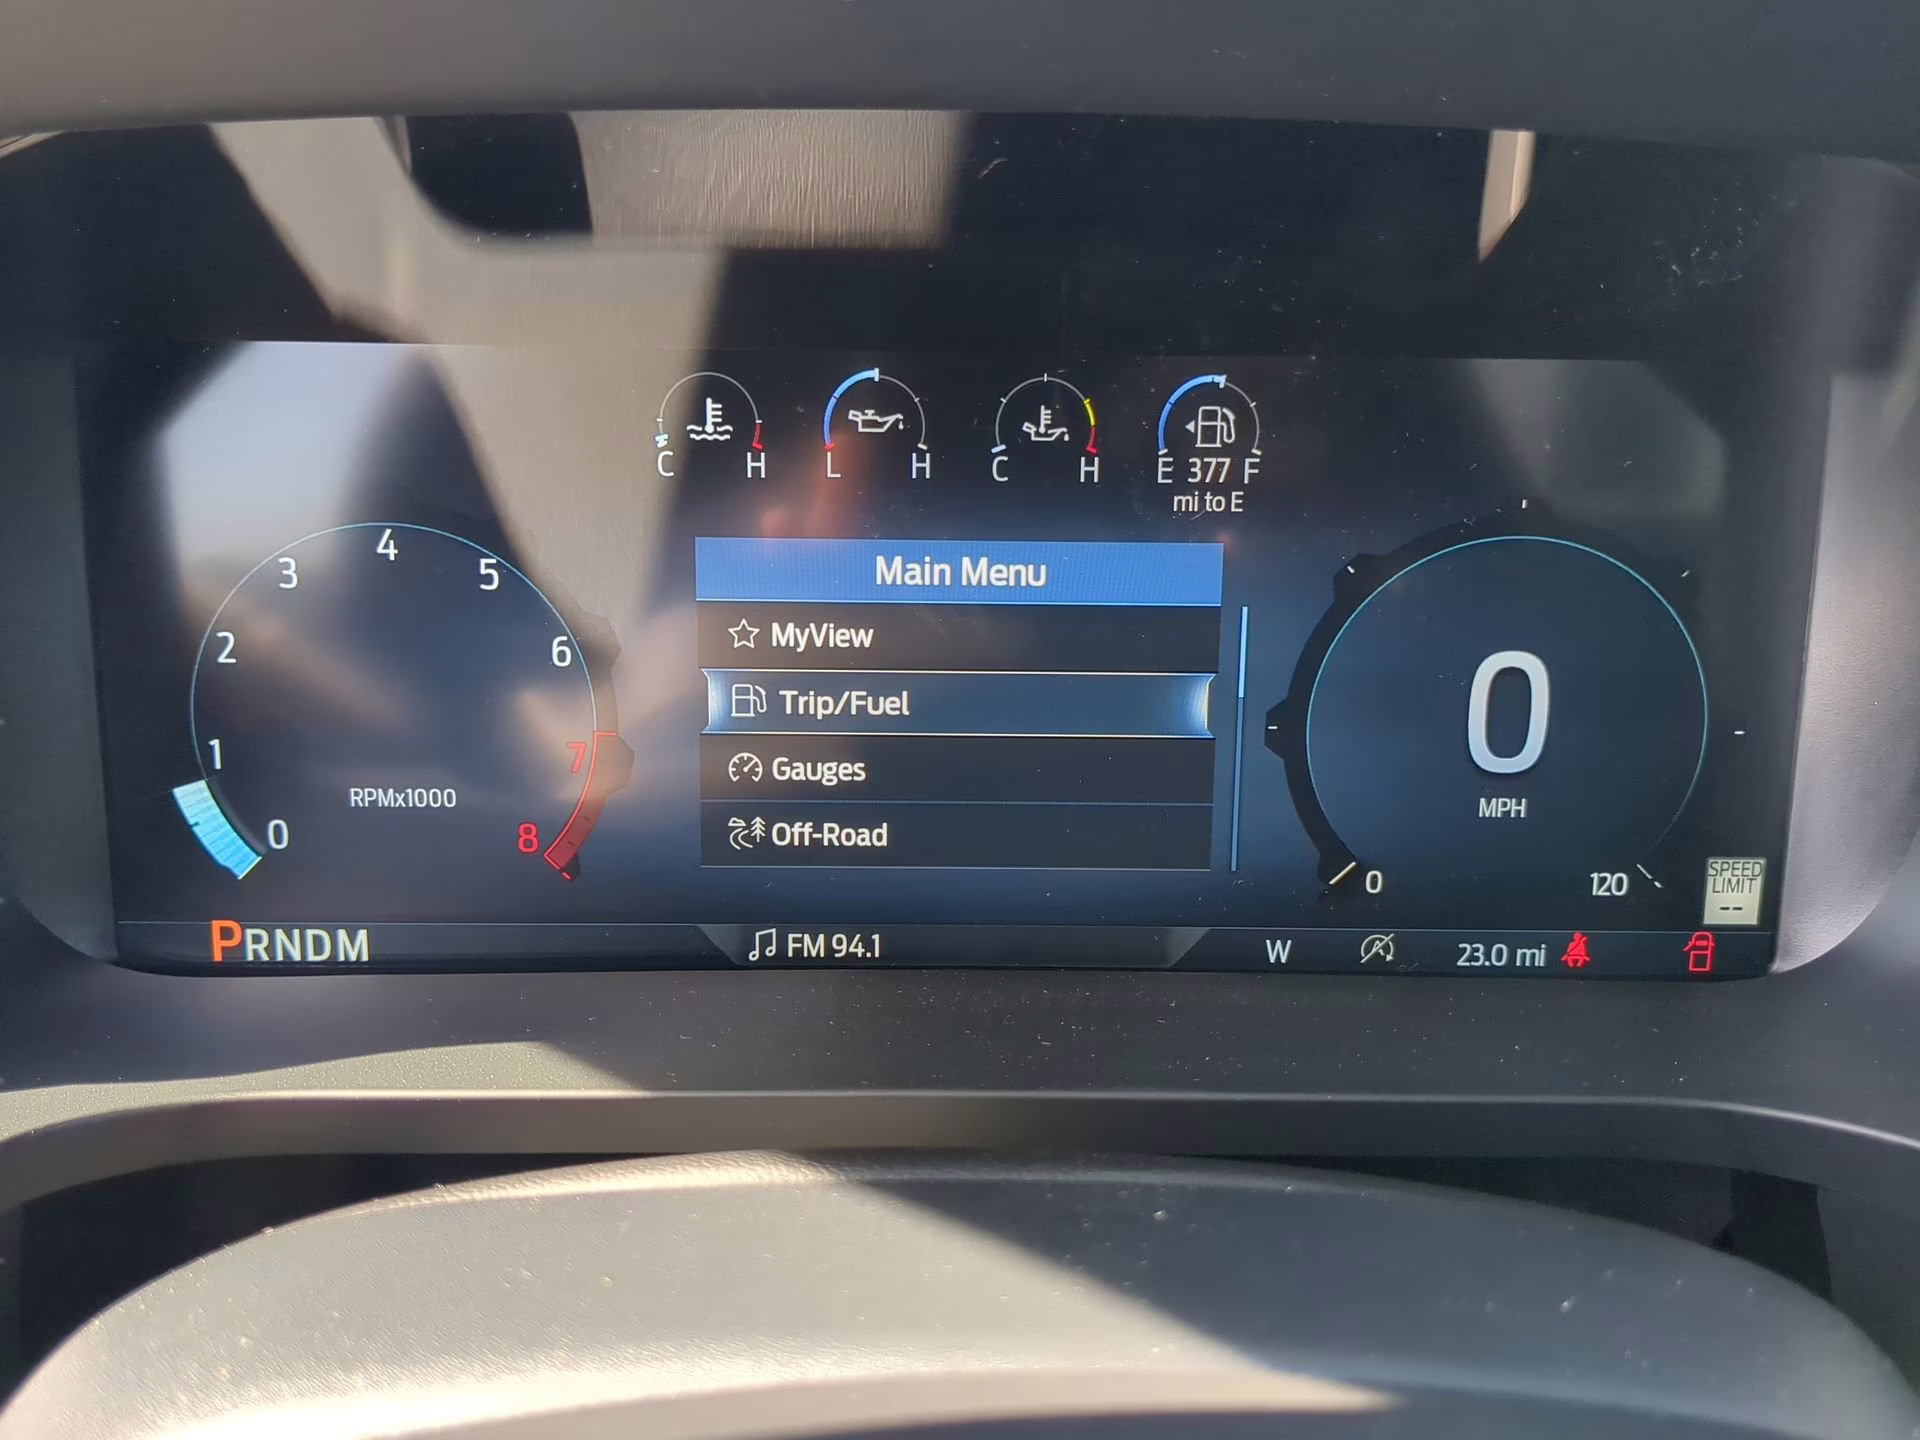 C H
L H
C H
E 377 F
mi to E
0
1
2
3
4
5
6
7
8
RPMx1000
Main Menu
MyView
Trip/Fuel
Gauges
Off-Road
0
MPH
0
120
SPEED
LIMIT
--
PRNDM
FM 94.1
W
23.0 mi